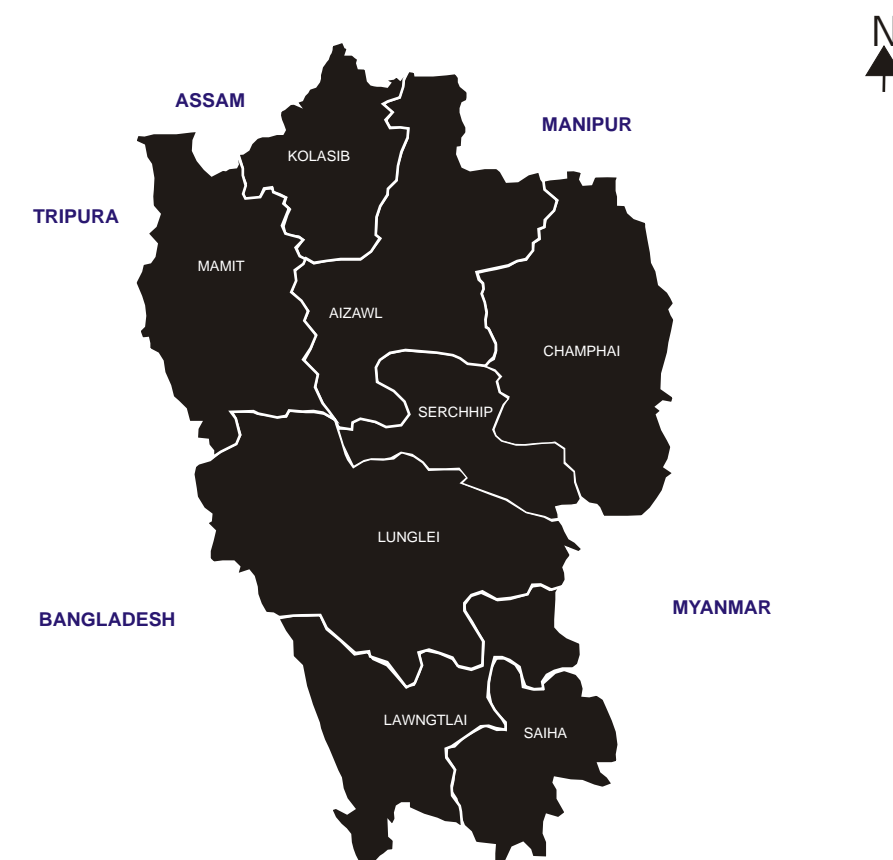 N
ASSAM
MANIPUR
KOLASIB
TRIPURA
MAMIT
AIZAWL
CHAMPHAI
SERCHHIP
LUNGLEI
MYANMAR
BANGLADESH
LAWNGTLAI
SAIHA